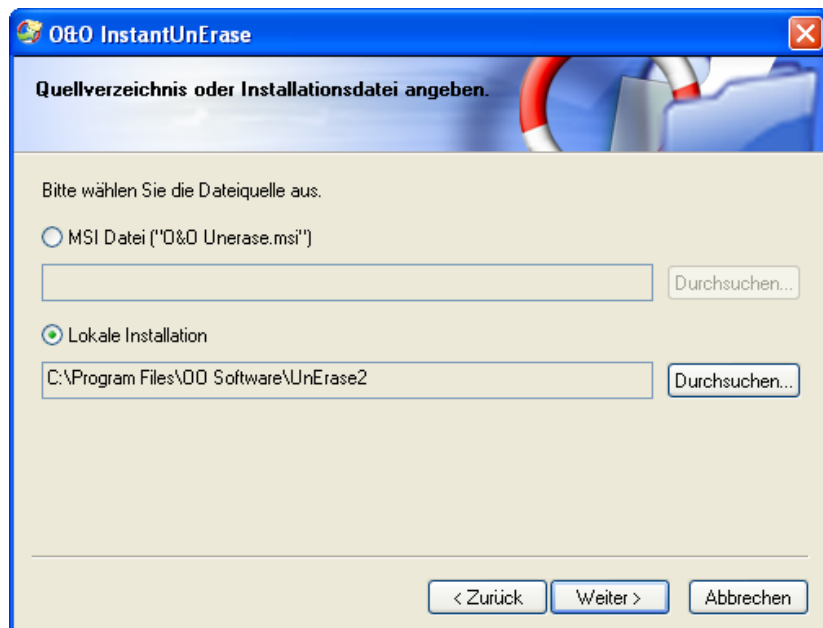 O&O InstantUnErase
Quellverzeichnis oder Installationsdatei angeben.
Bitte wählen Sie die Dateiquelle aus.
MSI Datei ("O&O Unerase.msi")
Durchsuchen...
Lokale Installation
C:\Program Files\OO Software\UnErase2
Durchsuchen...
< Zurück
Weiter >
Abbrechen